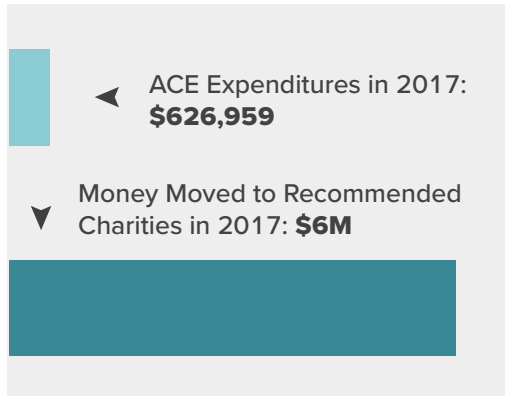 ACE Expenditures in 2017:
$626,959
Money Moved to Recommended
Charities in 2017: $6M